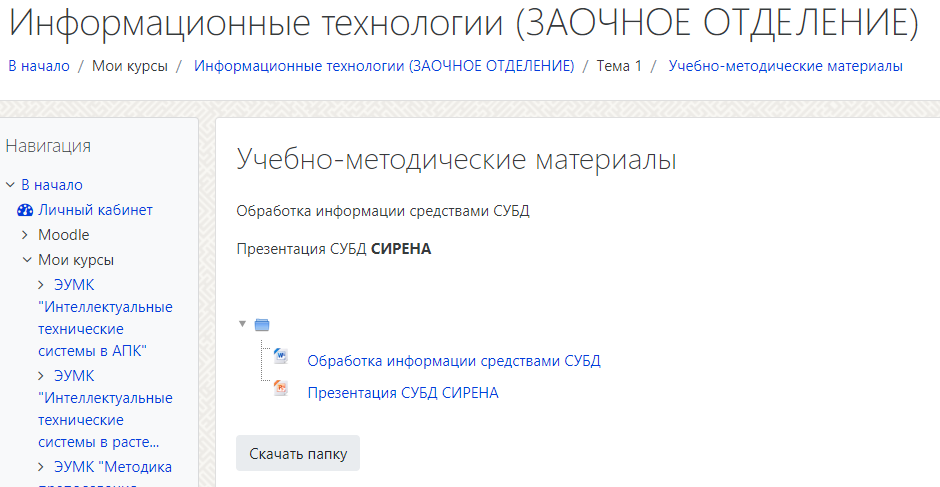 Информационные технологии (ЗАОЧНОЕ ОТДЕЛЕНИЕ)
В начало / Мои курсы / Информационные технологии (ЗАОЧНОЕ ОТДЕЛЕНИЕ) / Тема 1 / Учебно-методические материалы
Навигация
В начало
Личный кабинет
Moodle
Мои курсы
ЭУМК
"Интеллектуальные
технические
системы в АПК"
ЭУМК
"Интеллектуальные
технические
системы в расте...
ЭУМК "Методика
Учебно-методические материалы
Обработка информации средствами СУБД
Презентация СУБД СИРЕНА
Обработка информации средствами СУБД
Презентация СУБД СИРЕНА
Скачать папку